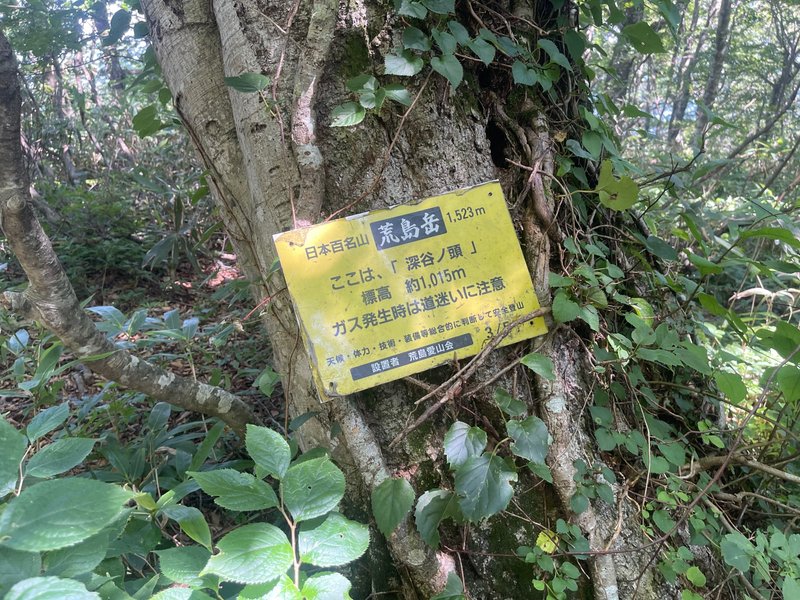 日本百名山 荒島岳 1,523m
ここは、「 深谷ノ頭 」
標高 約1,015m
ガス発生時は道迷いに注意
天候・体力・技術・装備等総合的に判断して安全登山
設置者 荒島愛山会